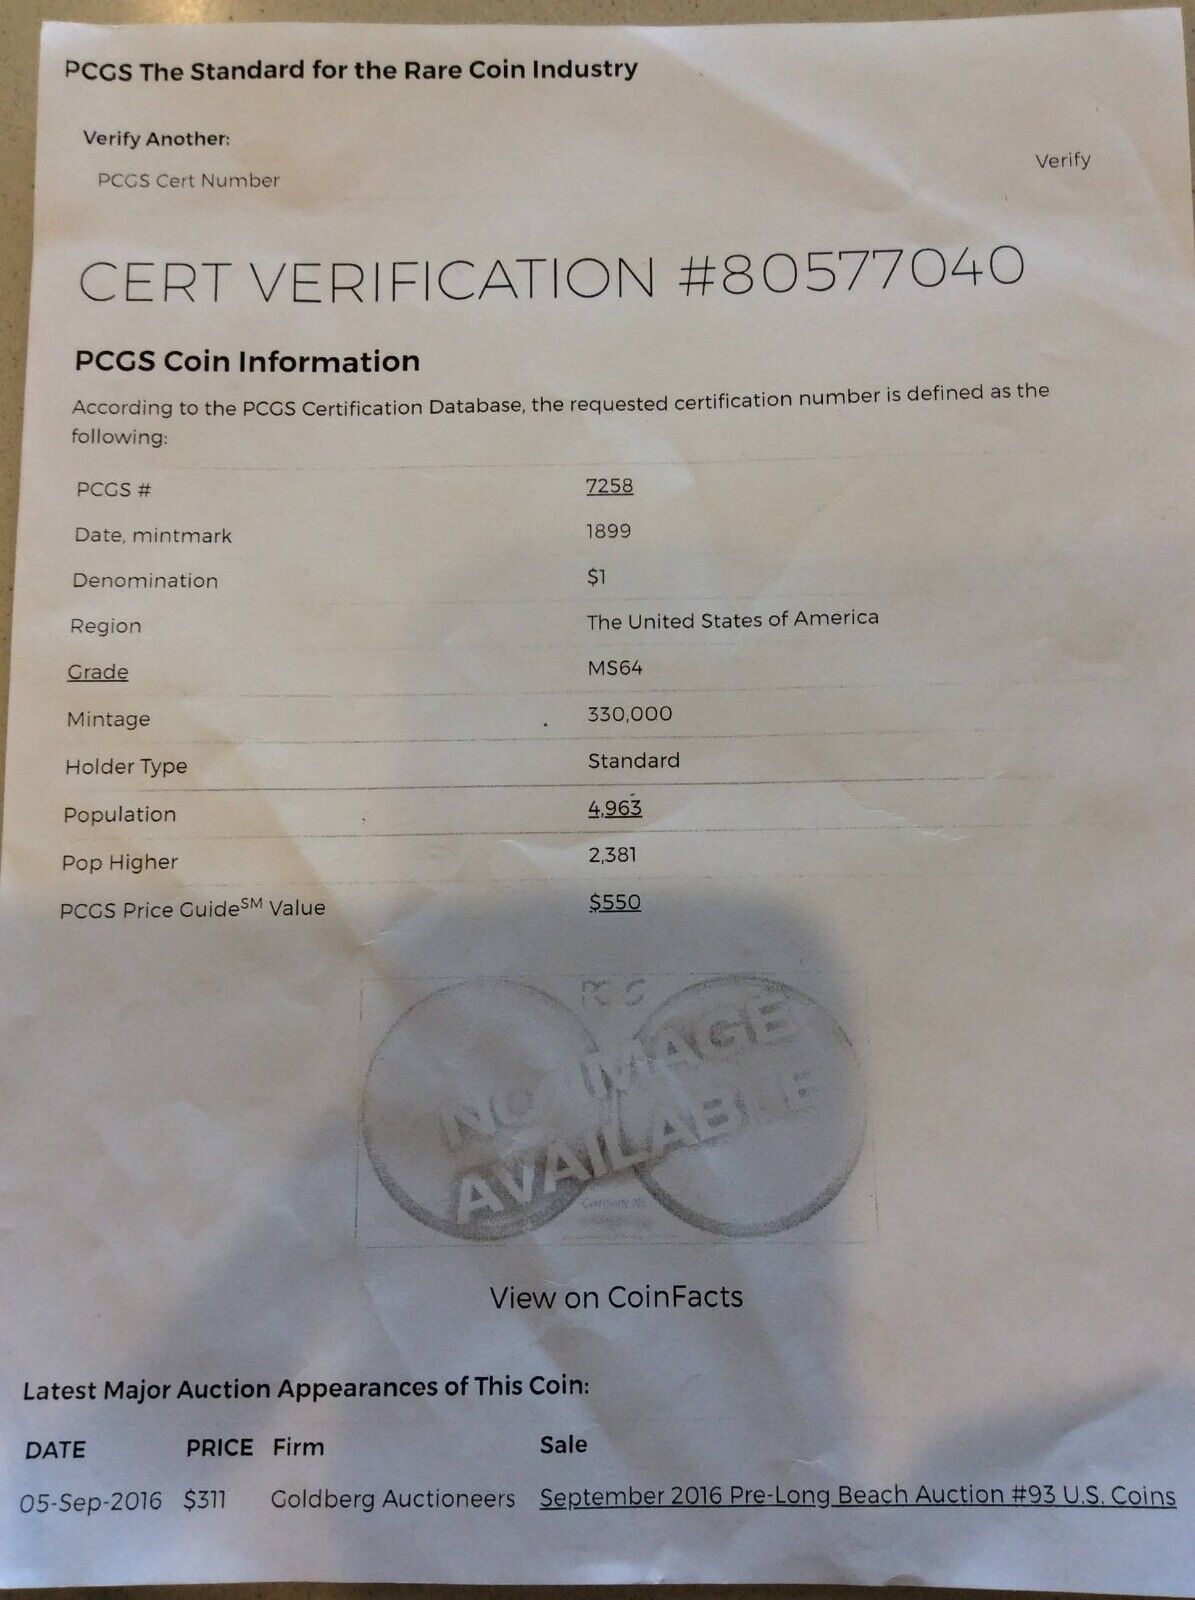 PCGS The Standard for the Rare Coin Industry
Verify Another:
PCGS Cert Number
Verify
CERT VERIFICATION #80577040
PCGS Coin Information
According to the PCGS Certification Database, the requested certification number is defined as the
following:
PCGS # 7258
Date, mintmark 1899
Denomination $1
Region The United States of America
Grade MS64
Mintage 330,000
Holder Type Standard
Population 4,963
Pop Higher 2,381
PCGS Price Guide℠ Value $550
NO IMAGE
AVAILABLE
View on CoinFacts
Latest Major Auction Appearances of This Coin:
DATE PRICE Firm Sale
05-Sep-2016 $311 Goldberg Auctioneers September 2016 Pre-Long Beach Auction #93 U.S. Coins